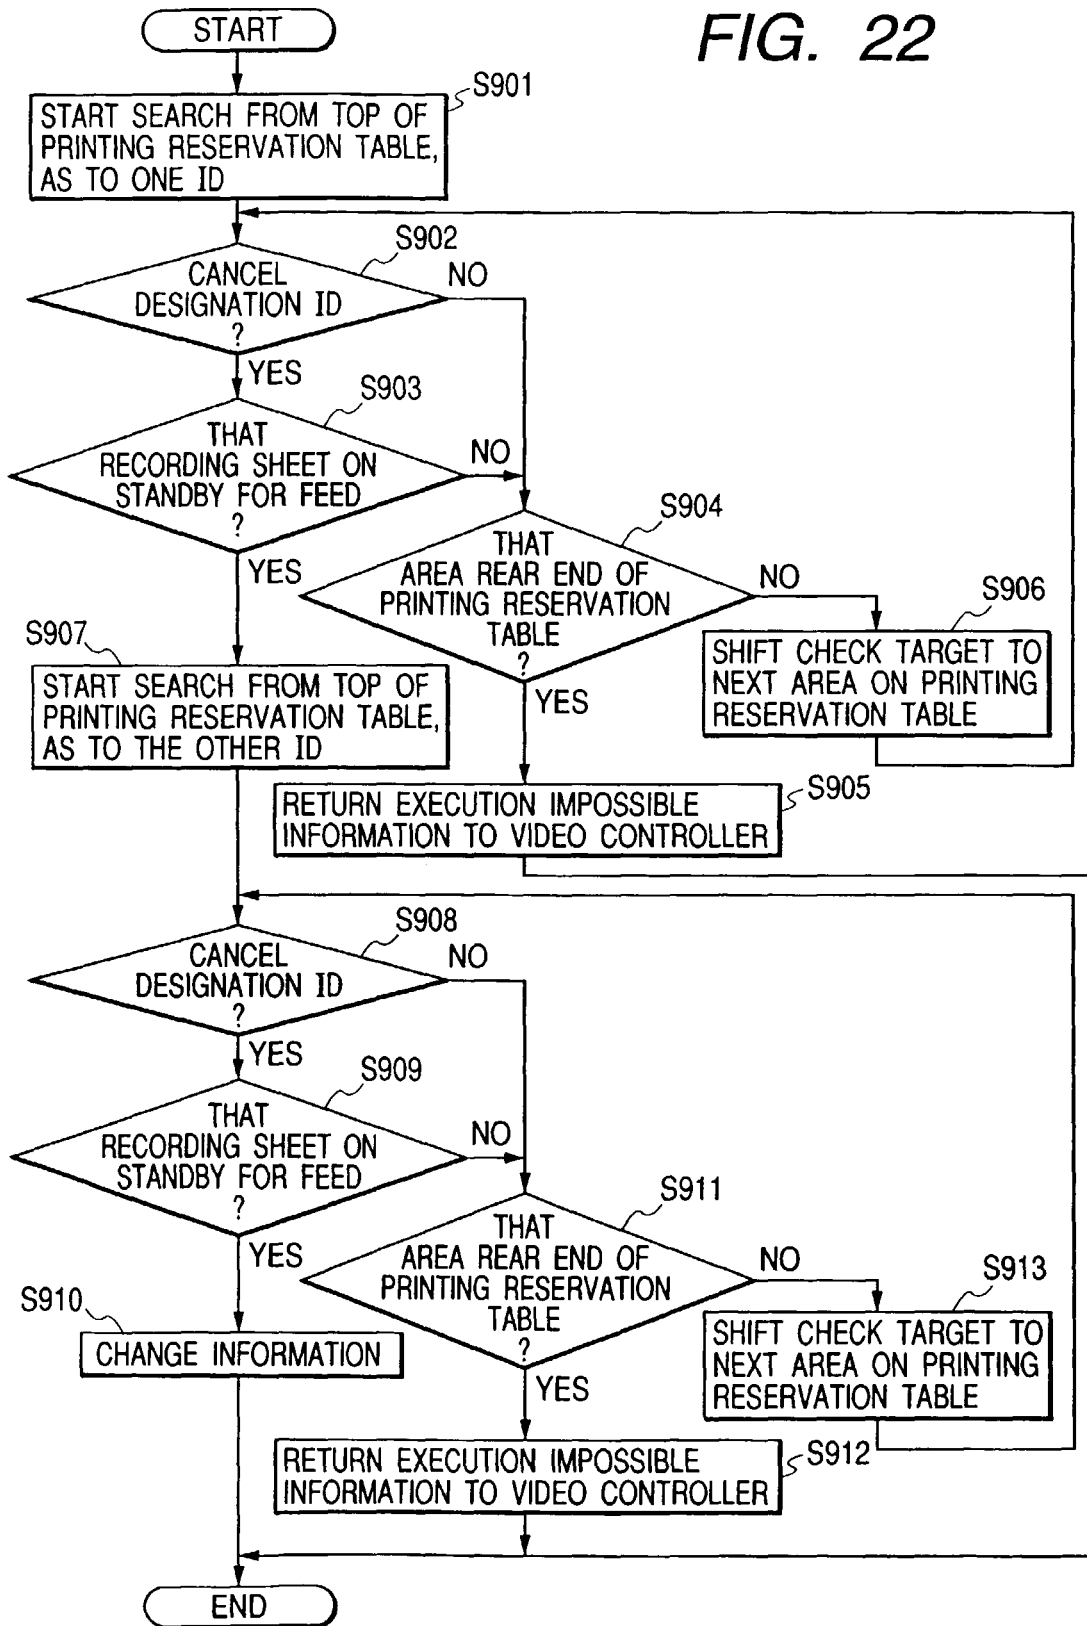 FIG. 22
START
S901
START SEARCH FROM TOP OF
PRINTING RESERVATION TABLE,
AS TO ONE ID
S902
CANCEL
DESIGNATION ID
?
NO
YES
S903
THAT
RECORDING SHEET ON
STANDBY FOR FEED
?
NO
YES
S904
THAT
AREA REAR END OF
PRINTING RESERVATION
TABLE
?
NO
YES
S906
SHIFT CHECK TARGET TO
NEXT AREA ON PRINTING
RESERVATION TABLE
S907
START SEARCH FROM TOP OF
PRINTING RESERVATION TABLE,
AS TO THE OTHER ID
S905
RETURN EXECUTION IMPOSSIBLE
INFORMATION TO VIDEO CONTROLLER
S908
CANCEL
DESIGNATION ID
?
NO
YES
S909
THAT
RECORDING SHEET ON
STANDBY FOR FEED
?
NO
YES
S911
THAT
AREA REAR END OF
PRINTING RESERVATION
TABLE
?
NO
YES
S913
SHIFT CHECK TARGET TO
NEXT AREA ON PRINTING
RESERVATION TABLE
S910
CHANGE INFORMATION
S912
RETURN EXECUTION IMPOSSIBLE
INFORMATION TO VIDEO CONTROLLER
END